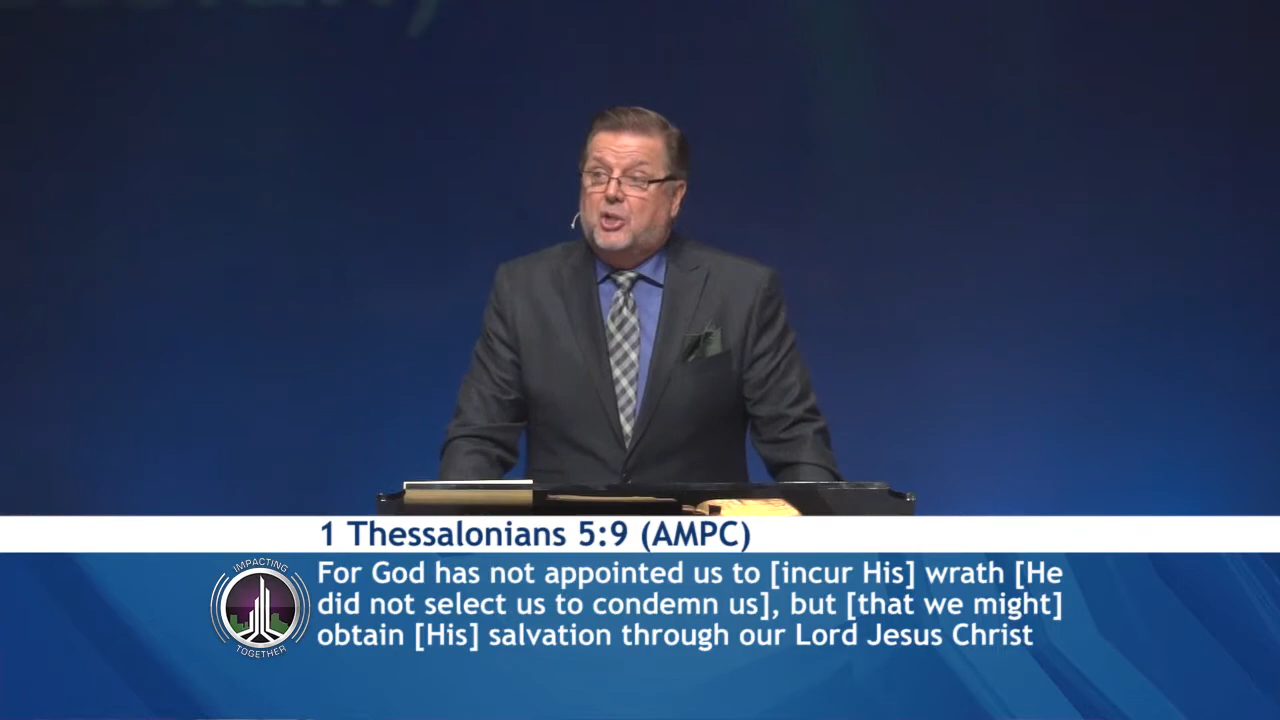 1 Thessalonians 5:9 (AMPC)
IMPACTING
TOGETHER
For God has not appointed us to [incur His] wrath [He
did not select us to condemn us], but [that we might]
obtain [His] salvation through our Lord Jesus Christ